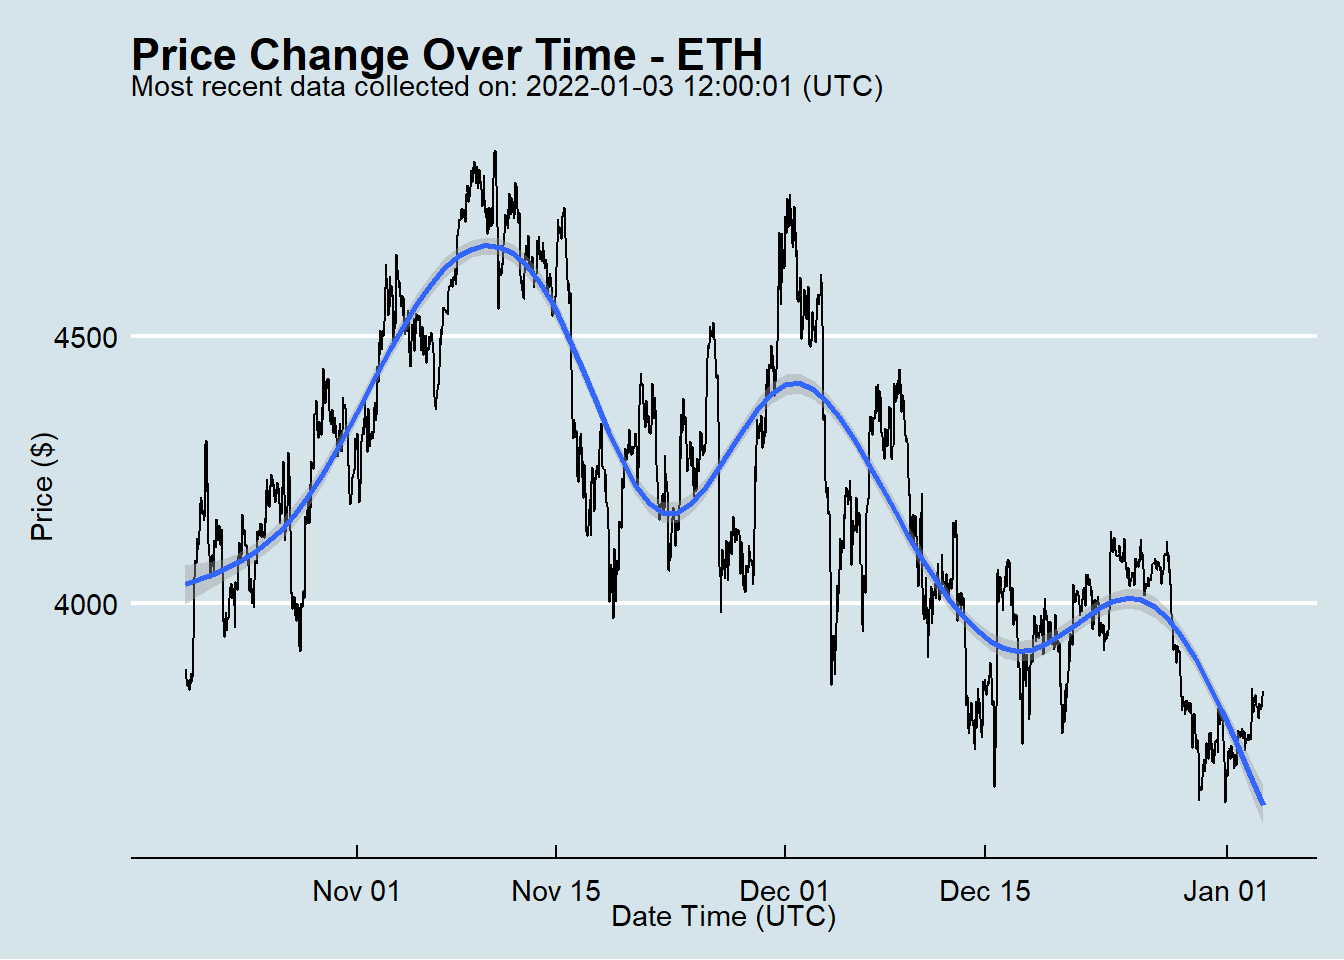 Price Change Over Time - ETH
Most recent data collected on: 2022-01-03 12:00:01 (UTC)
Price ($)
4500
4000
Nov 01
Nov 15
Dec 01
Dec 15
Jan 01
Date Time (UTC)